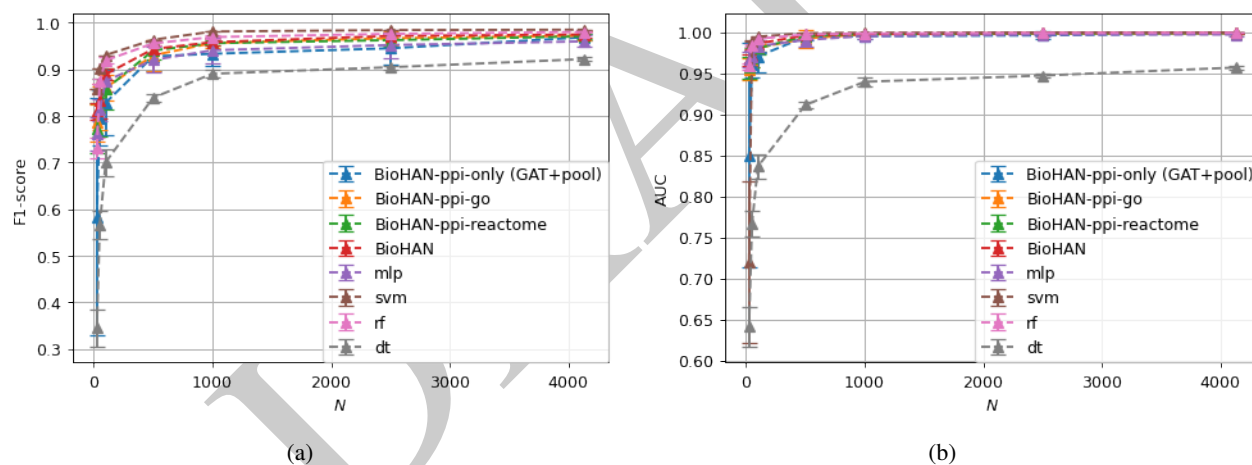 1.0
0.9
0.8
0.7
0.6
0.5
0.4
0.3
F1-score
0 1000 2000 3000 4000
N
BioHAN-ppi-only (GAT+pool)
BioHAN-ppi-go
BioHAN-ppi-reactome
BioHAN
mlp
svm
rf
dt
(a)
1.00
0.95
0.90
0.85
0.80
0.75
0.70
0.65
0.60
AUC
0 1000 2000 3000 4000
N
BioHAN-ppi-only (GAT+pool)
BioHAN-ppi-go
BioHAN-ppi-reactome
BioHAN
mlp
svm
rf
dt
(b)